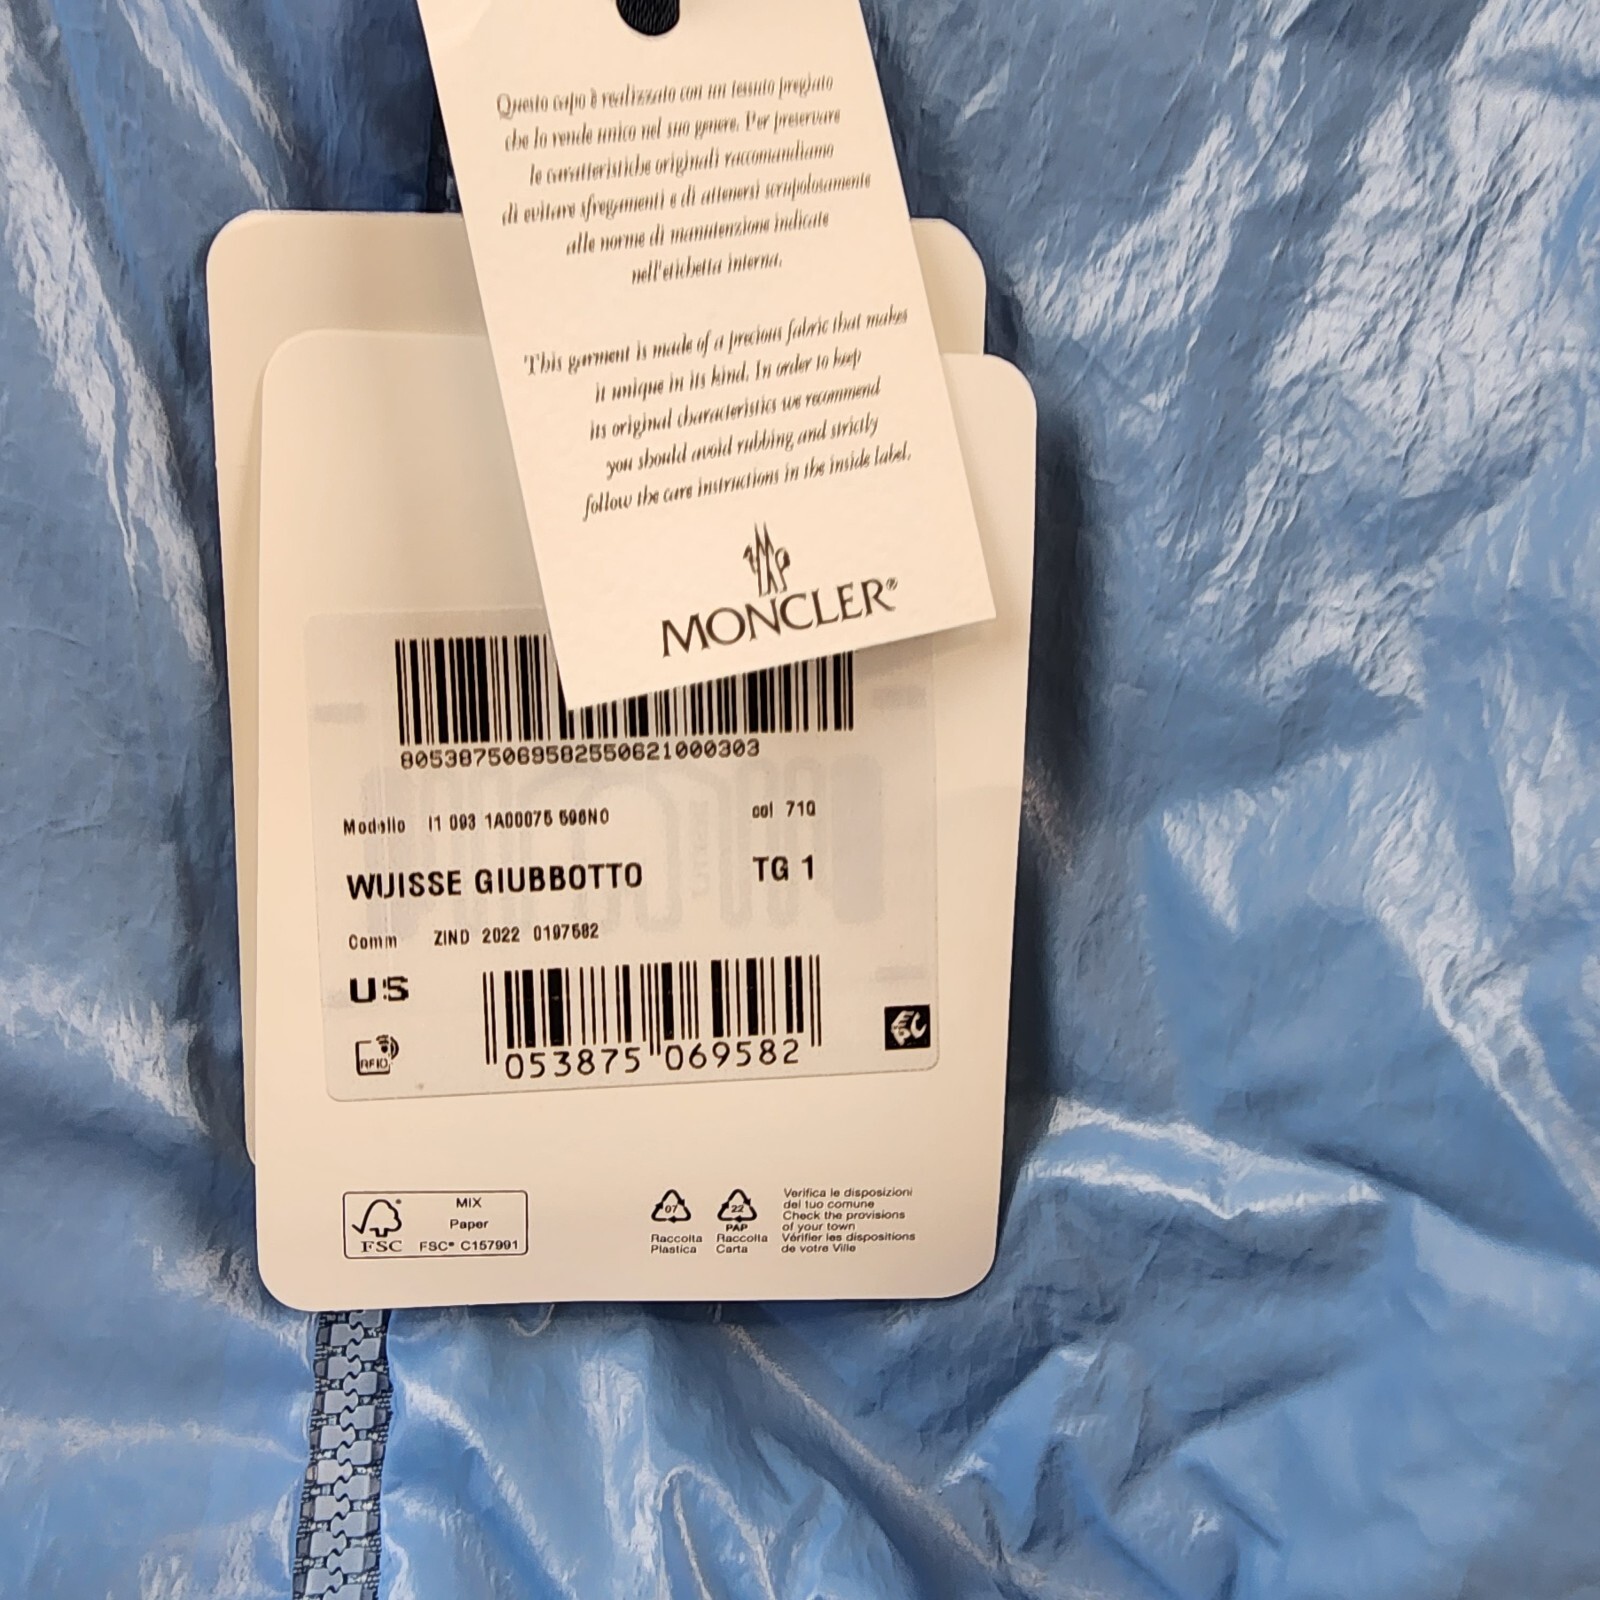 Questo capo è realizzato con un tessuto pregiato
che lo rende unico nel suo genere. Per preservare
le caratteristiche originali raccomandiamo
di evitare sfregamenti e di attenersi scrupolosamente
alle norme di manutenzione indicate
nell'etichetta interna.
This garment is made of a precious fabric that makes
it unique in its kind. In order to keep
its original characteristics we recommend
you should avoid rubbing and strictly
follow the care instructions in the inside label.
MONCLER®
8053875069582550621000303
Modello I1 093 1A00075 596N0 col 71Q
WUISSE GIUBBOTTO TG 1
Comm ZIND 2022 0197582
US
RFID
053875 069582
MIX
Paper
FSC FSC® C157991
07 22
PAP
Raccolta Plastica
Raccolta Carta
Verifica le disposizioni
del tuo comune
Check the provisions
of your town
Vérifier les dispositions
de votre Ville